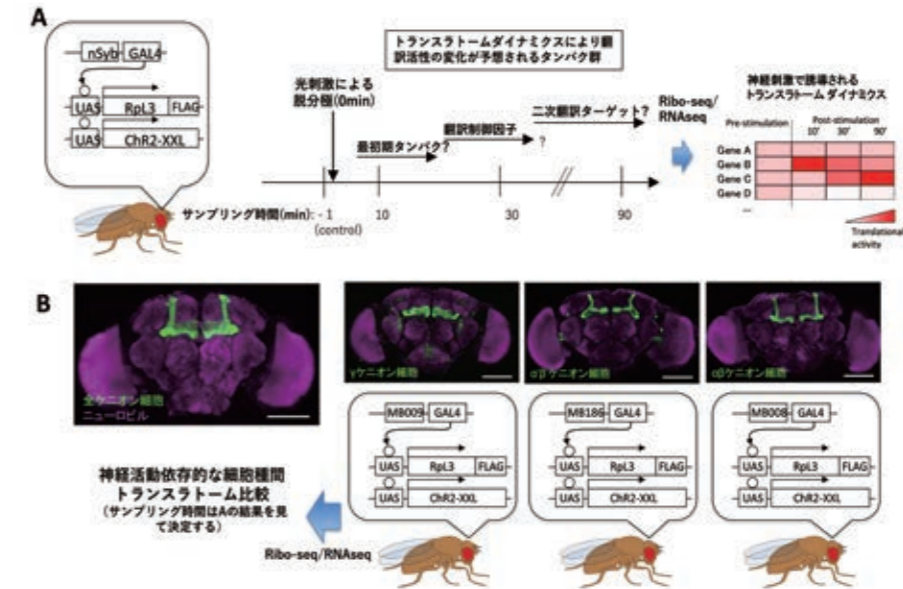 A
nSyb
GAL4
UAS
RpL3
FLAG
UAS
ChR2-XXL
トランスラトームダイナミクスにより翻
訳活性の変化が予想されるタンパク群
光刺激による
脱分極(0min)
最初期タンパク?
翻訳制御因子
?
二次翻訳ターゲット?
サンプリング時間(min):
- 1
(control)
10
30
90
Ribo-seq/
RNAseq
神経刺激で誘導される
トランスラトーム ダイナミクス
Pre-stimulation
Post-stimulation
10'
30'
90'
Gene A
Gene B
Gene C
Gene D
...
Translational
activity
B
全ケニオン細胞
ニューロピル
γケニオン細胞
α'β'ケニオン細胞
αβケニオン細胞
MB009
GAL4
UAS
RpL3
FLAG
UAS
ChR2-XXL
MB186
GAL4
UAS
RpL3
FLAG
UAS
ChR2-XXL
MB008
GAL4
UAS
RpL3
FLAG
UAS
ChR2-XXL
神経活動依存的な細胞種間
トランスラトーム比較
(サンプリング時間はAの結果を見
て決定する)
Ribo-seq/RNAseq